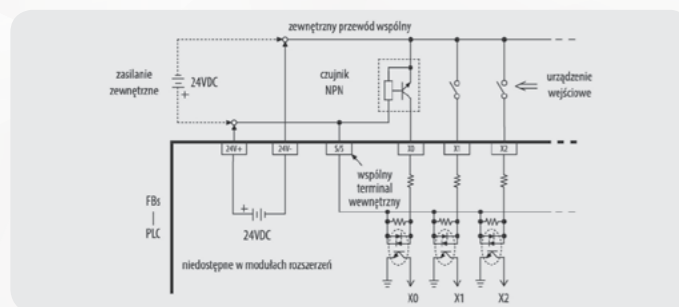 zewnętrzny przewód wspólny
zasilanie
zewnętrzne
24VDC
+
czujnik
NPN
urządzenie
wejściowe
24V+
24V-
S/S
X0
X1
X2
wspólny
terminal
wewnętrzny
FBs
PLC
+
24VDC
niedostępne w modułach rozszerzeń
X0
X1
X2